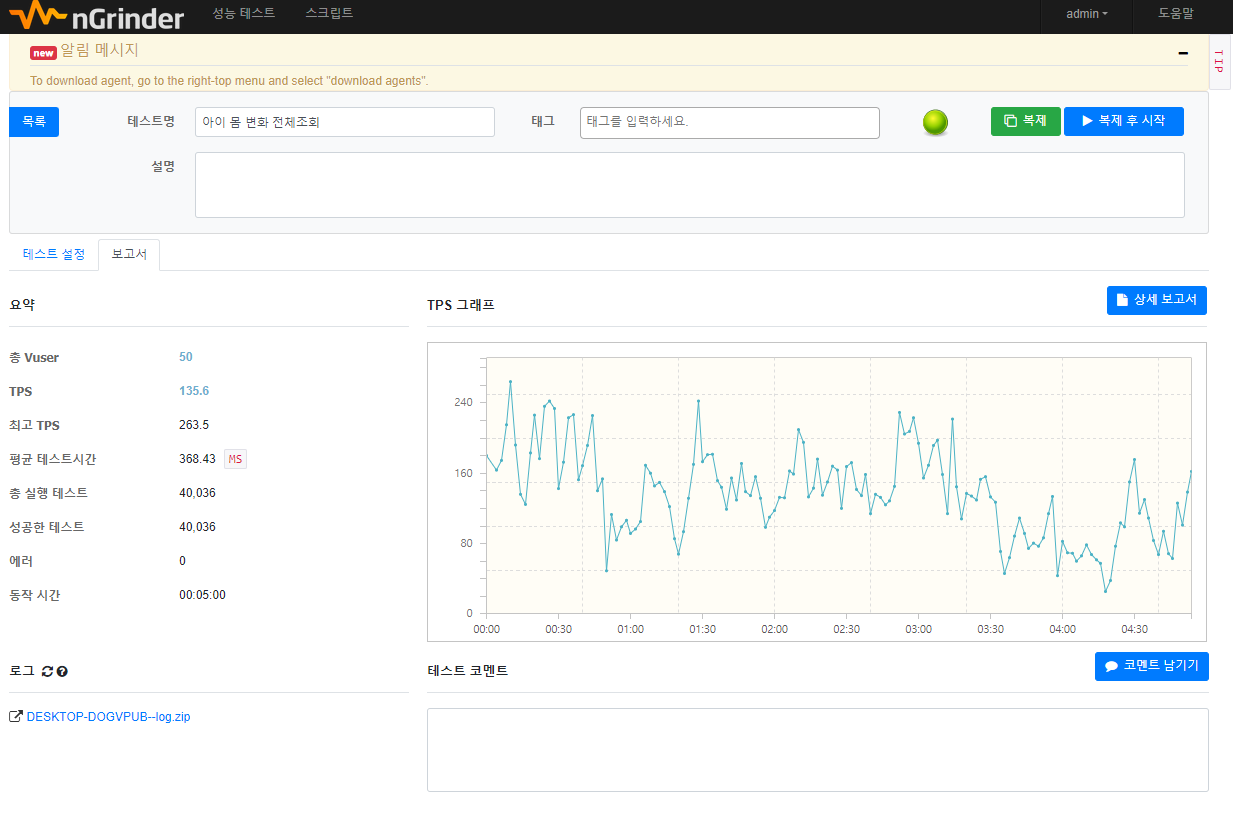 nGrinder 성능 테스트 스크립트 admin 도움말
new 알림 메시지
TIP
To download agent, go to the right-top menu and select "download agents".
목록 테스트명 아이 몸 변화 전체조회 태그 태그를 입력하세요. 복제 복제 후 시작
설명
테스트 설정 보고서
요약
총 Vuser 50
TPS 135.6
최고 TPS 263.5
평균 테스트시간 368.43 MS
총 실행 테스트 40,036
성공한 테스트 40,036
에러 0
동작 시간 00:05:00
TPS 그래프 상세 보고서
240
160
80
0
00:00 00:30 01:00 01:30 02:00 02:30 03:00 03:30 04:00 04:30
로그
DESKTOP-DOGVPUB--log.zip
테스트 코멘트 코멘트 남기기